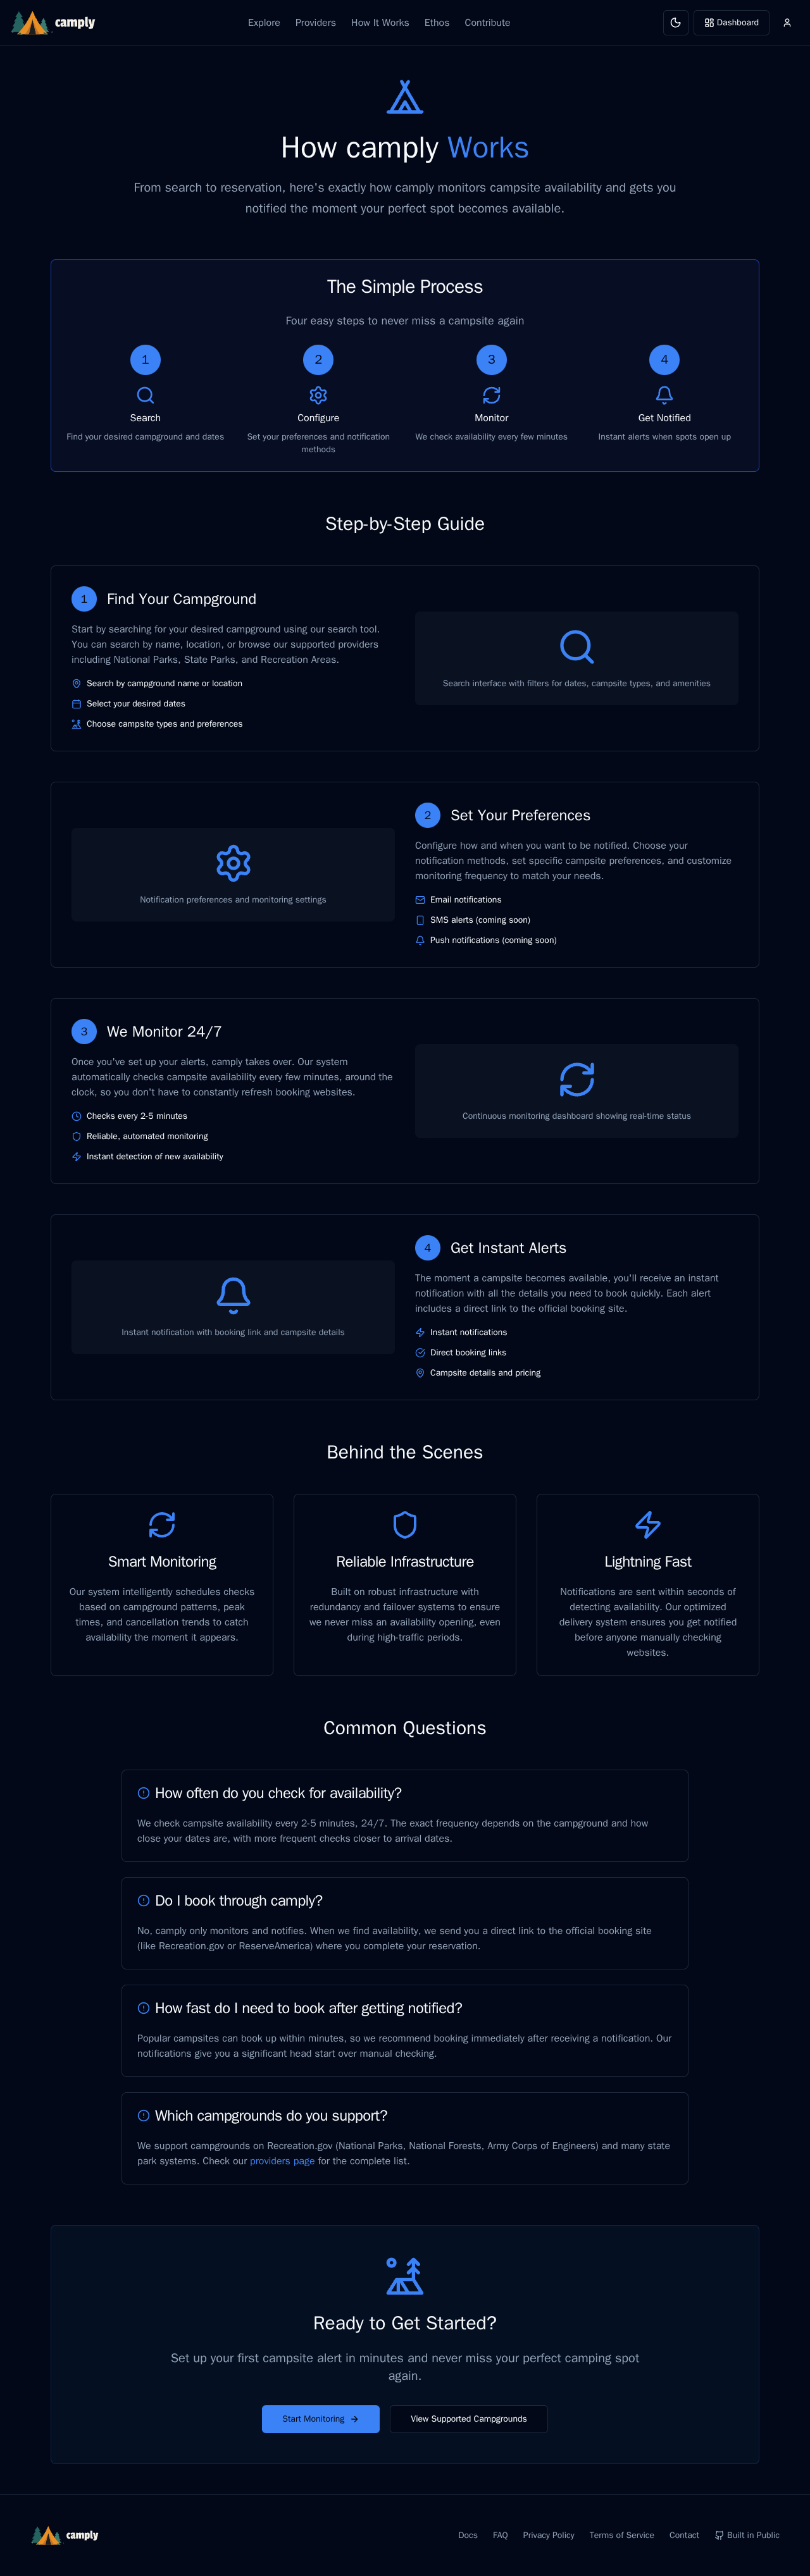 camply
Explore
Providers
How It Works
Ethos
Contribute
Dashboard
How camply Works
From search to reservation, here's exactly how camply monitors campsite availability and gets you
notified the moment your perfect spot becomes available.
The Simple Process
Four easy steps to never miss a campsite again
1
Search
Find your desired campground and dates
2
Configure
Set your preferences and notification
methods
3
Monitor
We check availability every few minutes
4
Get Notified
Instant alerts when spots open up
Step-by-Step Guide
1
Find Your Campground
Start by searching for your desired campground using our search tool.
You can search by name, location, or browse our supported providers
including National Parks, State Parks, and Recreation Areas.
Search by campground name or location
Select your desired dates
Choose campsite types and preferences
Search interface with filters for dates, campsite types, and amenities
2
Set Your Preferences
Configure how and when you want to be notified. Choose your
notification methods, set specific campsite preferences, and customize
monitoring frequency to match your needs.
Email notifications
SMS alerts (coming soon)
Push notifications (coming soon)
Notification preferences and monitoring settings
3
We Monitor 24/7
Once you've set up your alerts, camply takes over. Our system
automatically checks campsite availability every few minutes, around the
clock, so you don't have to constantly refresh booking websites.
Checks every 2-5 minutes
Reliable, automated monitoring
Instant detection of new availability
Continuous monitoring dashboard showing real-time status
4
Get Instant Alerts
The moment a campsite becomes available, you'll receive an instant
notification with all the details you need to book quickly. Each alert
includes a direct link to the official booking site.
Instant notifications
Direct booking links
Campsite details and pricing
Instant notification with booking link and campsite details
Behind the Scenes
Smart Monitoring
Our system intelligently schedules checks
based on campground patterns, peak
times, and cancellation trends to catch
availability the moment it appears.
Reliable Infrastructure
Built on robust infrastructure with
redundancy and failover systems to ensure
we never miss an availability opening, even
during high-traffic periods.
Lightning Fast
Notifications are sent within seconds of
detecting availability. Our optimized
delivery system ensures you get notified
before anyone manually checking
websites.
Common Questions
How often do you check for availability?
We check campsite availability every 2-5 minutes, 24/7. The exact frequency depends on the campground and how
close your dates are, with more frequent checks closer to arrival dates.
Do I book through camply?
No, camply only monitors and notifies. When we find availability, we send you a direct link to the official booking site
(like Recreation.gov or ReserveAmerica) where you complete your reservation.
How fast do I need to book after getting notified?
Popular campsites can book up within minutes, so we recommend booking immediately after receiving a notification. Our
notifications give you a significant head start over manual checking.
Which campgrounds do you support?
We support campgrounds on Recreation.gov (National Parks, National Forests, Army Corps of Engineers) and many state
park systems. Check our providers page for the complete list.
Ready to Get Started?
Set up your first campsite alert in minutes and never miss your perfect camping spot
again.
Start Monitoring
View Supported Campgrounds
camply
Docs
FAQ
Privacy Policy
Terms of Service
Contact
Built in Public